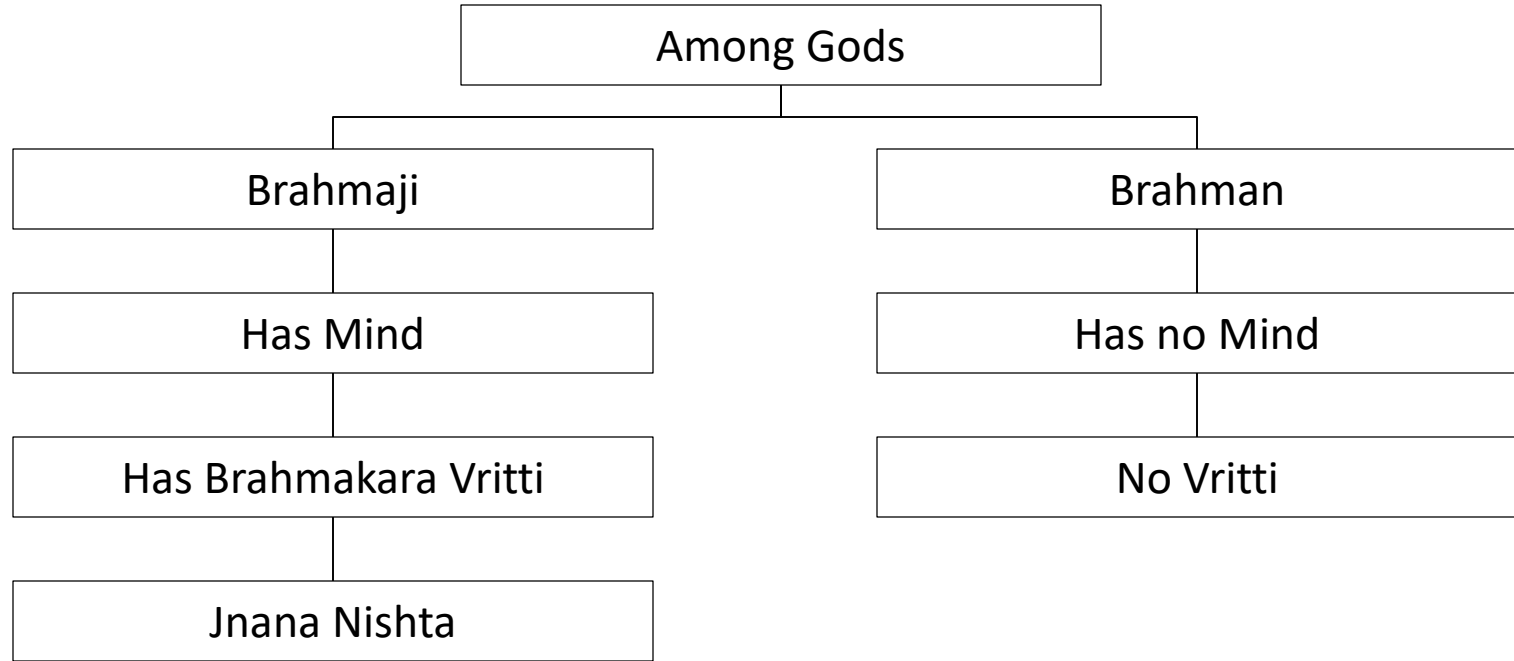 Among Gods
Brahmaji
Brahman
Has Mind
Has no Mind
Has Brahmakara Vritti
No Vritti
Jnana Nishta